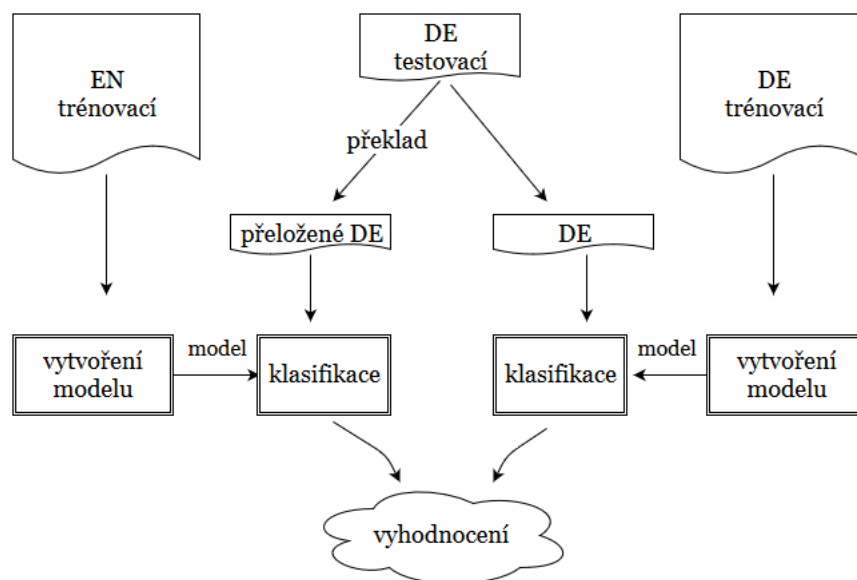 EN
trénovací
DE
testovací
DE
trénovací
překlad
přeložené DE
DE
vytvoření
modelu
model
klasifikace
klasifikace
model
vytvoření
modelu
vyhodnocení